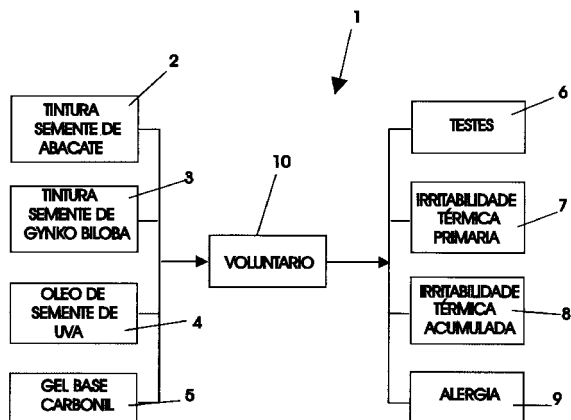 1
2
TINTURA
SEMENTE DE
ABACATE
3
TINTURA
SEMENTE DE
GYNKO BILOBA
4
OLEO DE
SEMENTE DE
UVA
5
GEL BASE
CARBONIL
10
VOLUNTARIO
6
TESTES
7
IRRITABILIDADE
TÉRMICA
PRIMARIA
8
IRRITABILIDADE
TÉRMICA
ACUMULADA
9
ALERGIA